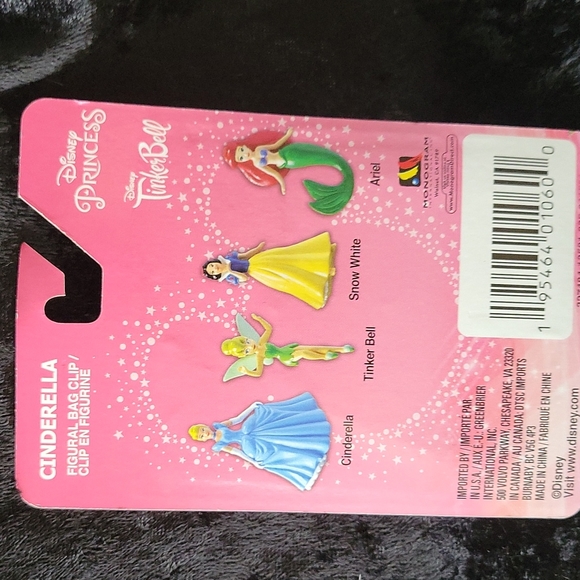 CINDERELLA
FIGURAL BAG CLIP /
CLIP EN FIGURINE
Disney
PRINCESS
Disney
TinkerBell
Ariel
Snow White
Tinker Bell
Cinderella
MONOGRAM
www.MonogramDirect.com
1 95464 01060 0
IMPORTED BY / IMPORTÉ PAR
IN U.S.A. / AUX E.-U.: GREENBRIER
INTERNATIONAL, INC.
500 VOLVO PARKWAY, CHESAPEAKE, VA 23320
IN CANADA / AU CANADA: DTSC IMPORTS
BURNABY, BC V5G 4P3
MADE IN CHINA / FABRIQUÉ EN CHINE
©Disney
Visit www.disney.com